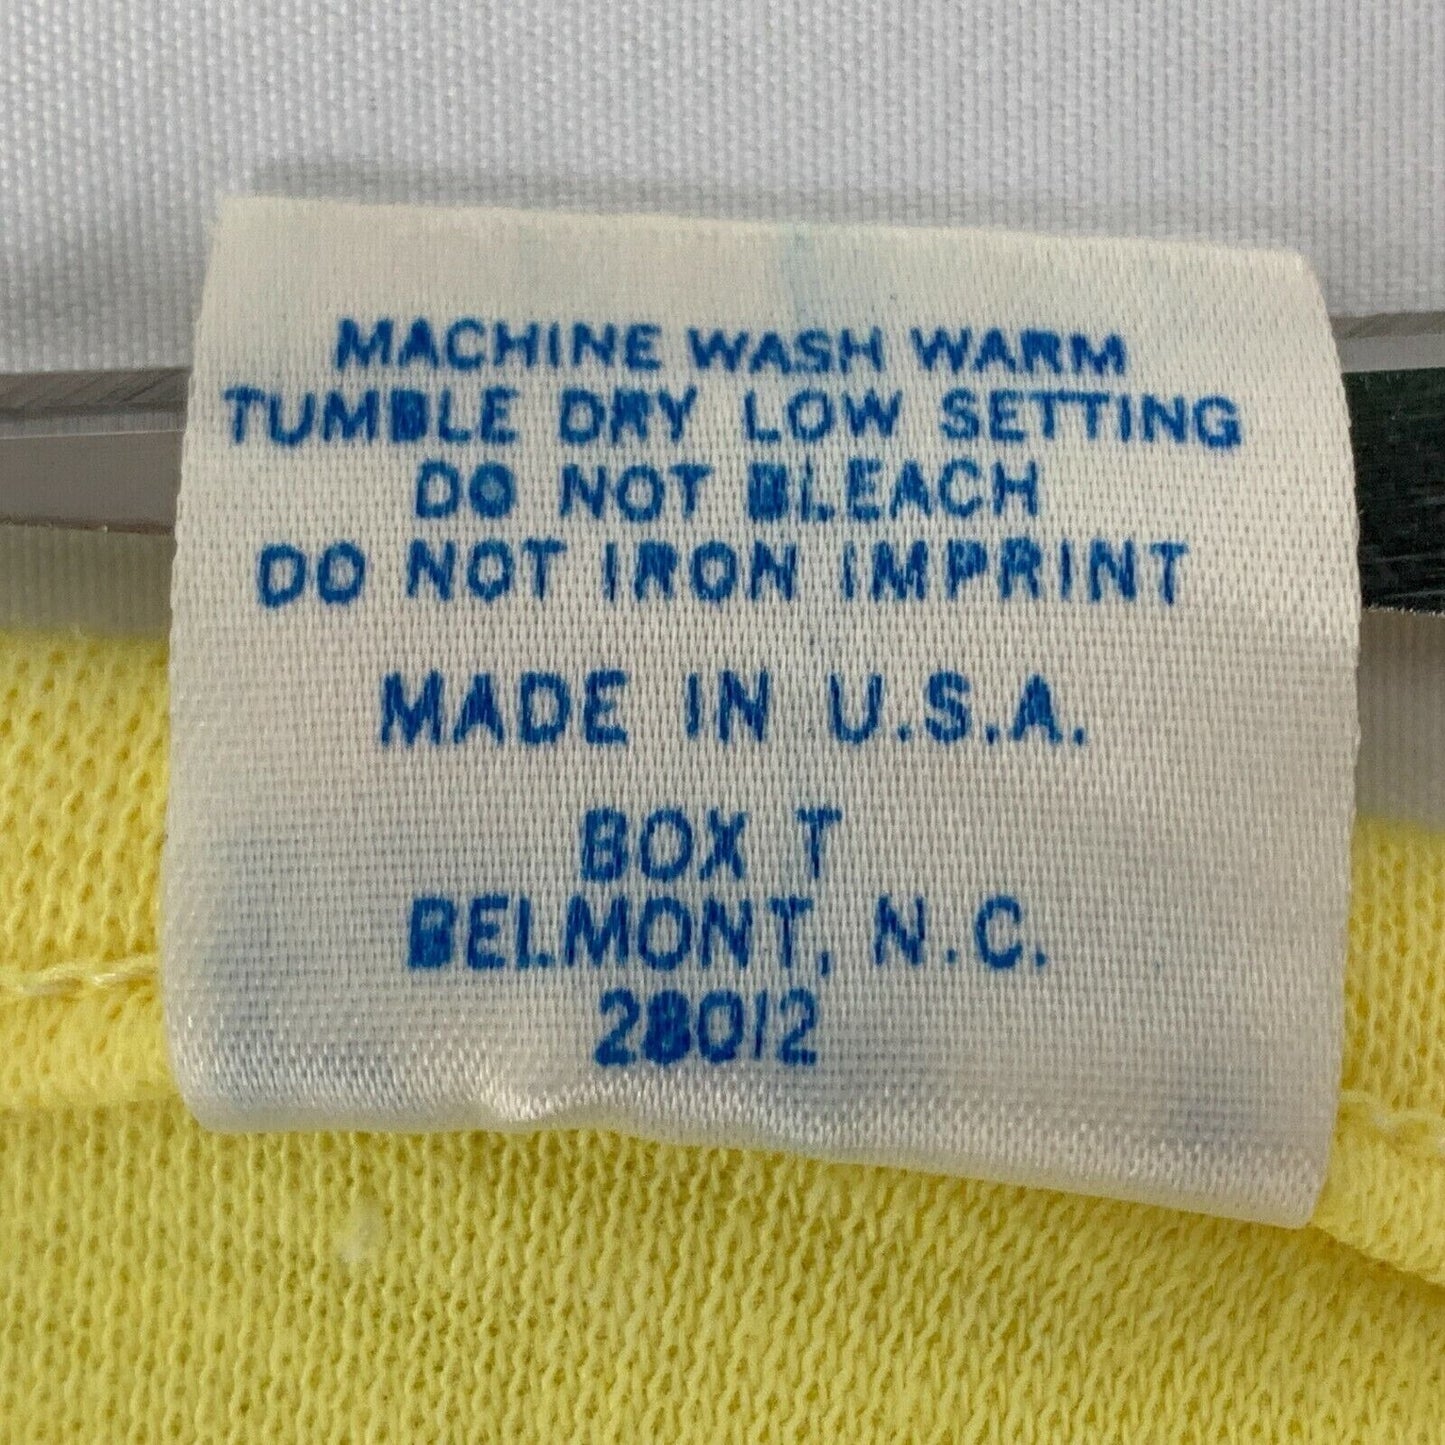 MACHINE WASH WARM
TUMBLE DRY LOW SETTING
DO NOT BLEACH
DO NOT IRON IMPRINT
MADE IN U.S.A.
BOX T
BELMONT, N.C.
28012